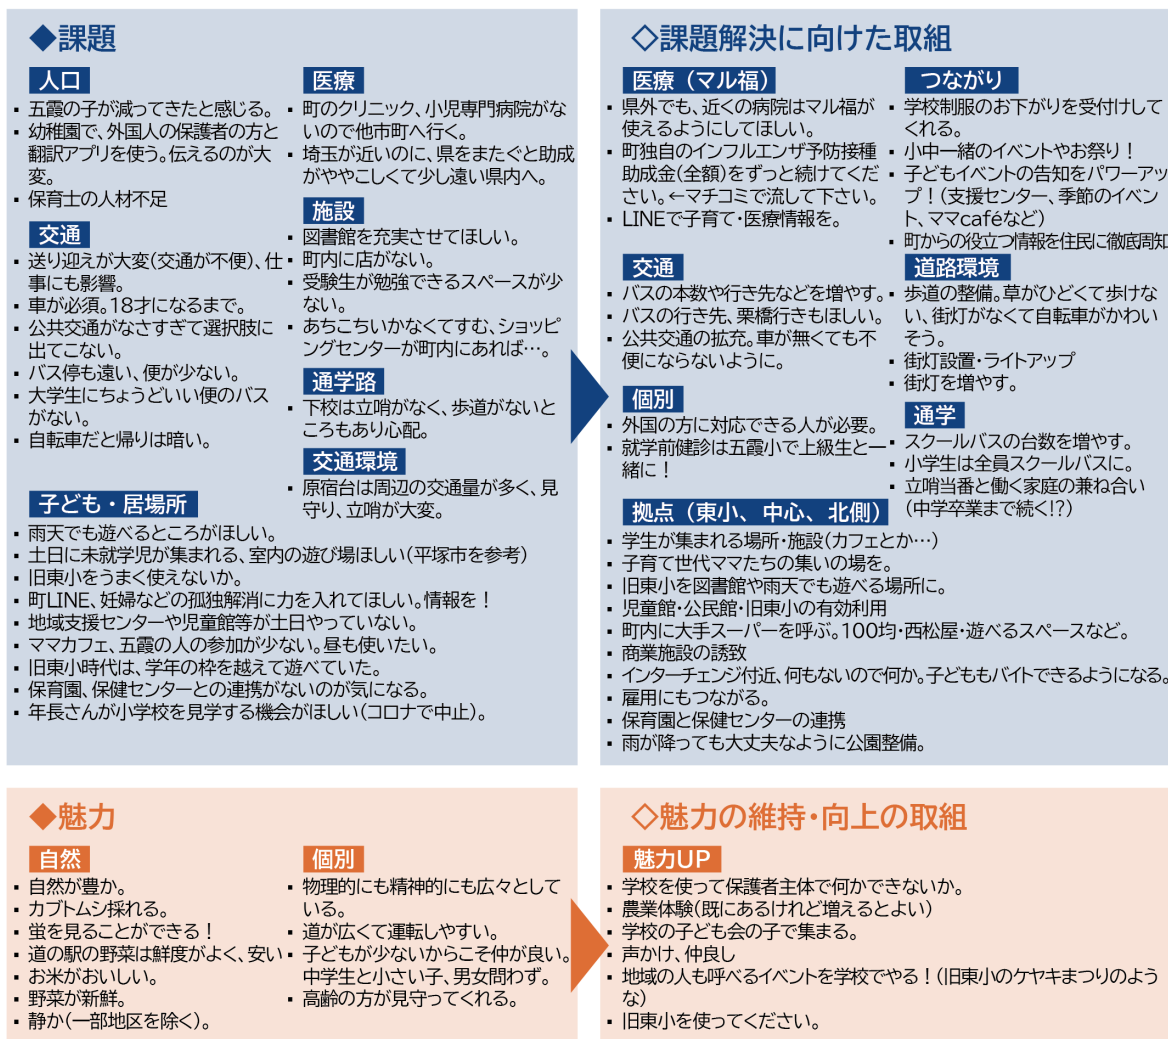 ◆課題
人口
▪ 五霞の子が減ってきたと感じる。
▪ 幼稚園で、外国人の保護者の方と
翻訳アプリを使う。伝えるのが大
変。
▪ 保育士の人材不足
交通
▪ 送り迎えが大変(交通が不便)、仕
事にも影響。
▪ 車が必須。18才になるまで。
▪ 公共交通がなさすぎて選択肢に
出てこない。
▪ バス停も遠い、便が少ない。
▪ 大学生にちょうどいい便のバス
がない。
▪ 自転車だと帰りは暗い。
医療
▪ 町のクリニック、小児専門病院がな
いので他市町へ行く。
▪ 埼玉が近いのに、県をまたぐと助成
がややこしくて少し遠い県内へ。
施設
▪ 図書館を充実させてほしい。
▪ 町内に店がない。
▪ 受験生が勉強できるスペースが少
ない。
▪ あちこちいかなくてすむ、ショッピ
ングセンターが町内にあれば…。
通学路
▪ 下校は立哨がなく、歩道がないと
ころもあり心配。
交通環境
▪ 原宿台は周辺の交通量が多く、見
守り、立哨が大変。
子ども・居場所
▪ 雨天でも遊べるところがほしい。
▪ 土日に未就学児が集まれる、室内の遊び場ほしい(平塚市を参考)
▪ 旧東小をうまく使えないか。
▪ 町LINE、妊婦などの孤独解消に力を入れてほしい。情報を！
▪ 地域支援センターや児童館等が土日やっていない。
▪ ママカフェ、五霞の人の参加が少ない。昼も使いたい。
▪ 旧東小時代は、学年の枠を越えて遊べていた。
▪ 保育園、保健センターとの連携がないのが気になる。
▪ 年長さんが小学校を見学する機会がほしい(コロナで中止)。
◇課題解決に向けた取組
医療（マル福）
▪ 県外でも、近くの病院はマル福が
使えるようにしてほしい。
▪ 町独自のインフルエンザ予防接種
助成金(全額)をずっと続けてくだ
さい。←マチコミで流して下さい。
▪ LINEで子育て・医療情報を。
交通
▪ バスの本数や行き先などを増やす。
▪ バスの行き先、栗橋行きもほしい。
▪ 公共交通の拡充。車が無くても不
便にならないように。
個別
▪ 外国の方に対応できる人が必要。
▪ 就学前健診は五霞小で上級生と一
緒に！
つながり
▪ 学校制服のお下がりを受付けして
くれる。
▪ 小中一緒のイベントやお祭り！
▪ 子どもイベントの告知をパワーアッ
プ！(支援センター、季節のイベン
ト、ママcaféなど)
▪ 町からの役立つ情報を住民に徹底周知
道路環境
▪ 歩道の整備。草がひどくて歩けな
い、街灯がなくて自転車がかわい
そう。
▪ 街灯設置・ライトアップ
▪ 街灯を増やす。
通学
▪ スクールバスの台数を増やす。
▪ 小学生は全員スクールバスに。
▪ 立哨当番と働く家庭の兼ね合い
(中学卒業まで続く!?)
拠点（東小、中心、北側）
▪ 学生が集まれる場所・施設(カフェとか…)
▪ 子育て世代ママたちの集いの場を。
▪ 旧東小を図書館や雨天でも遊べる場所に。
▪ 児童館・公民館・旧東小の有効利用
▪ 町内に大手スーパーを呼ぶ。100均・西松屋・遊べるスペースなど。
▪ 商業施設の誘致
▪ インターチェンジ付近、何もないので何か。子どももバイトできるようになる。
▪ 雇用にもつながる。
▪ 保育園と保健センターの連携
▪ 雨が降っても大丈夫なように公園整備。
◆魅力
自然
▪ 自然が豊か。
▪ カブトムシ採れる。
▪ 蛍を見ることができる！
▪ 道の駅の野菜は鮮度がよく、安い
▪ お米がおいしい。
▪ 野菜が新鮮。
▪ 静か(一部地区を除く)。
個別
▪ 物理的にも精神的にも広々として
いる。
▪ 道が広くて運転しやすい。
▪ 子どもが少ないからこそ仲が良い。
中学生と小さい子、男女問わず。
▪ 高齢の方が見守ってくれる。
◇魅力の維持・向上の取組
魅力UP
▪ 学校を使って保護者主体で何かできないか。
▪ 農業体験(既にあるけれど増えるとよい)
▪ 学校の子ども会の子で集まる。
▪ 声かけ、仲良し
▪ 地域の人も呼べるイベントを学校でやる！(旧東小のケヤキまつりのよう
な)
▪ 旧東小を使ってください。